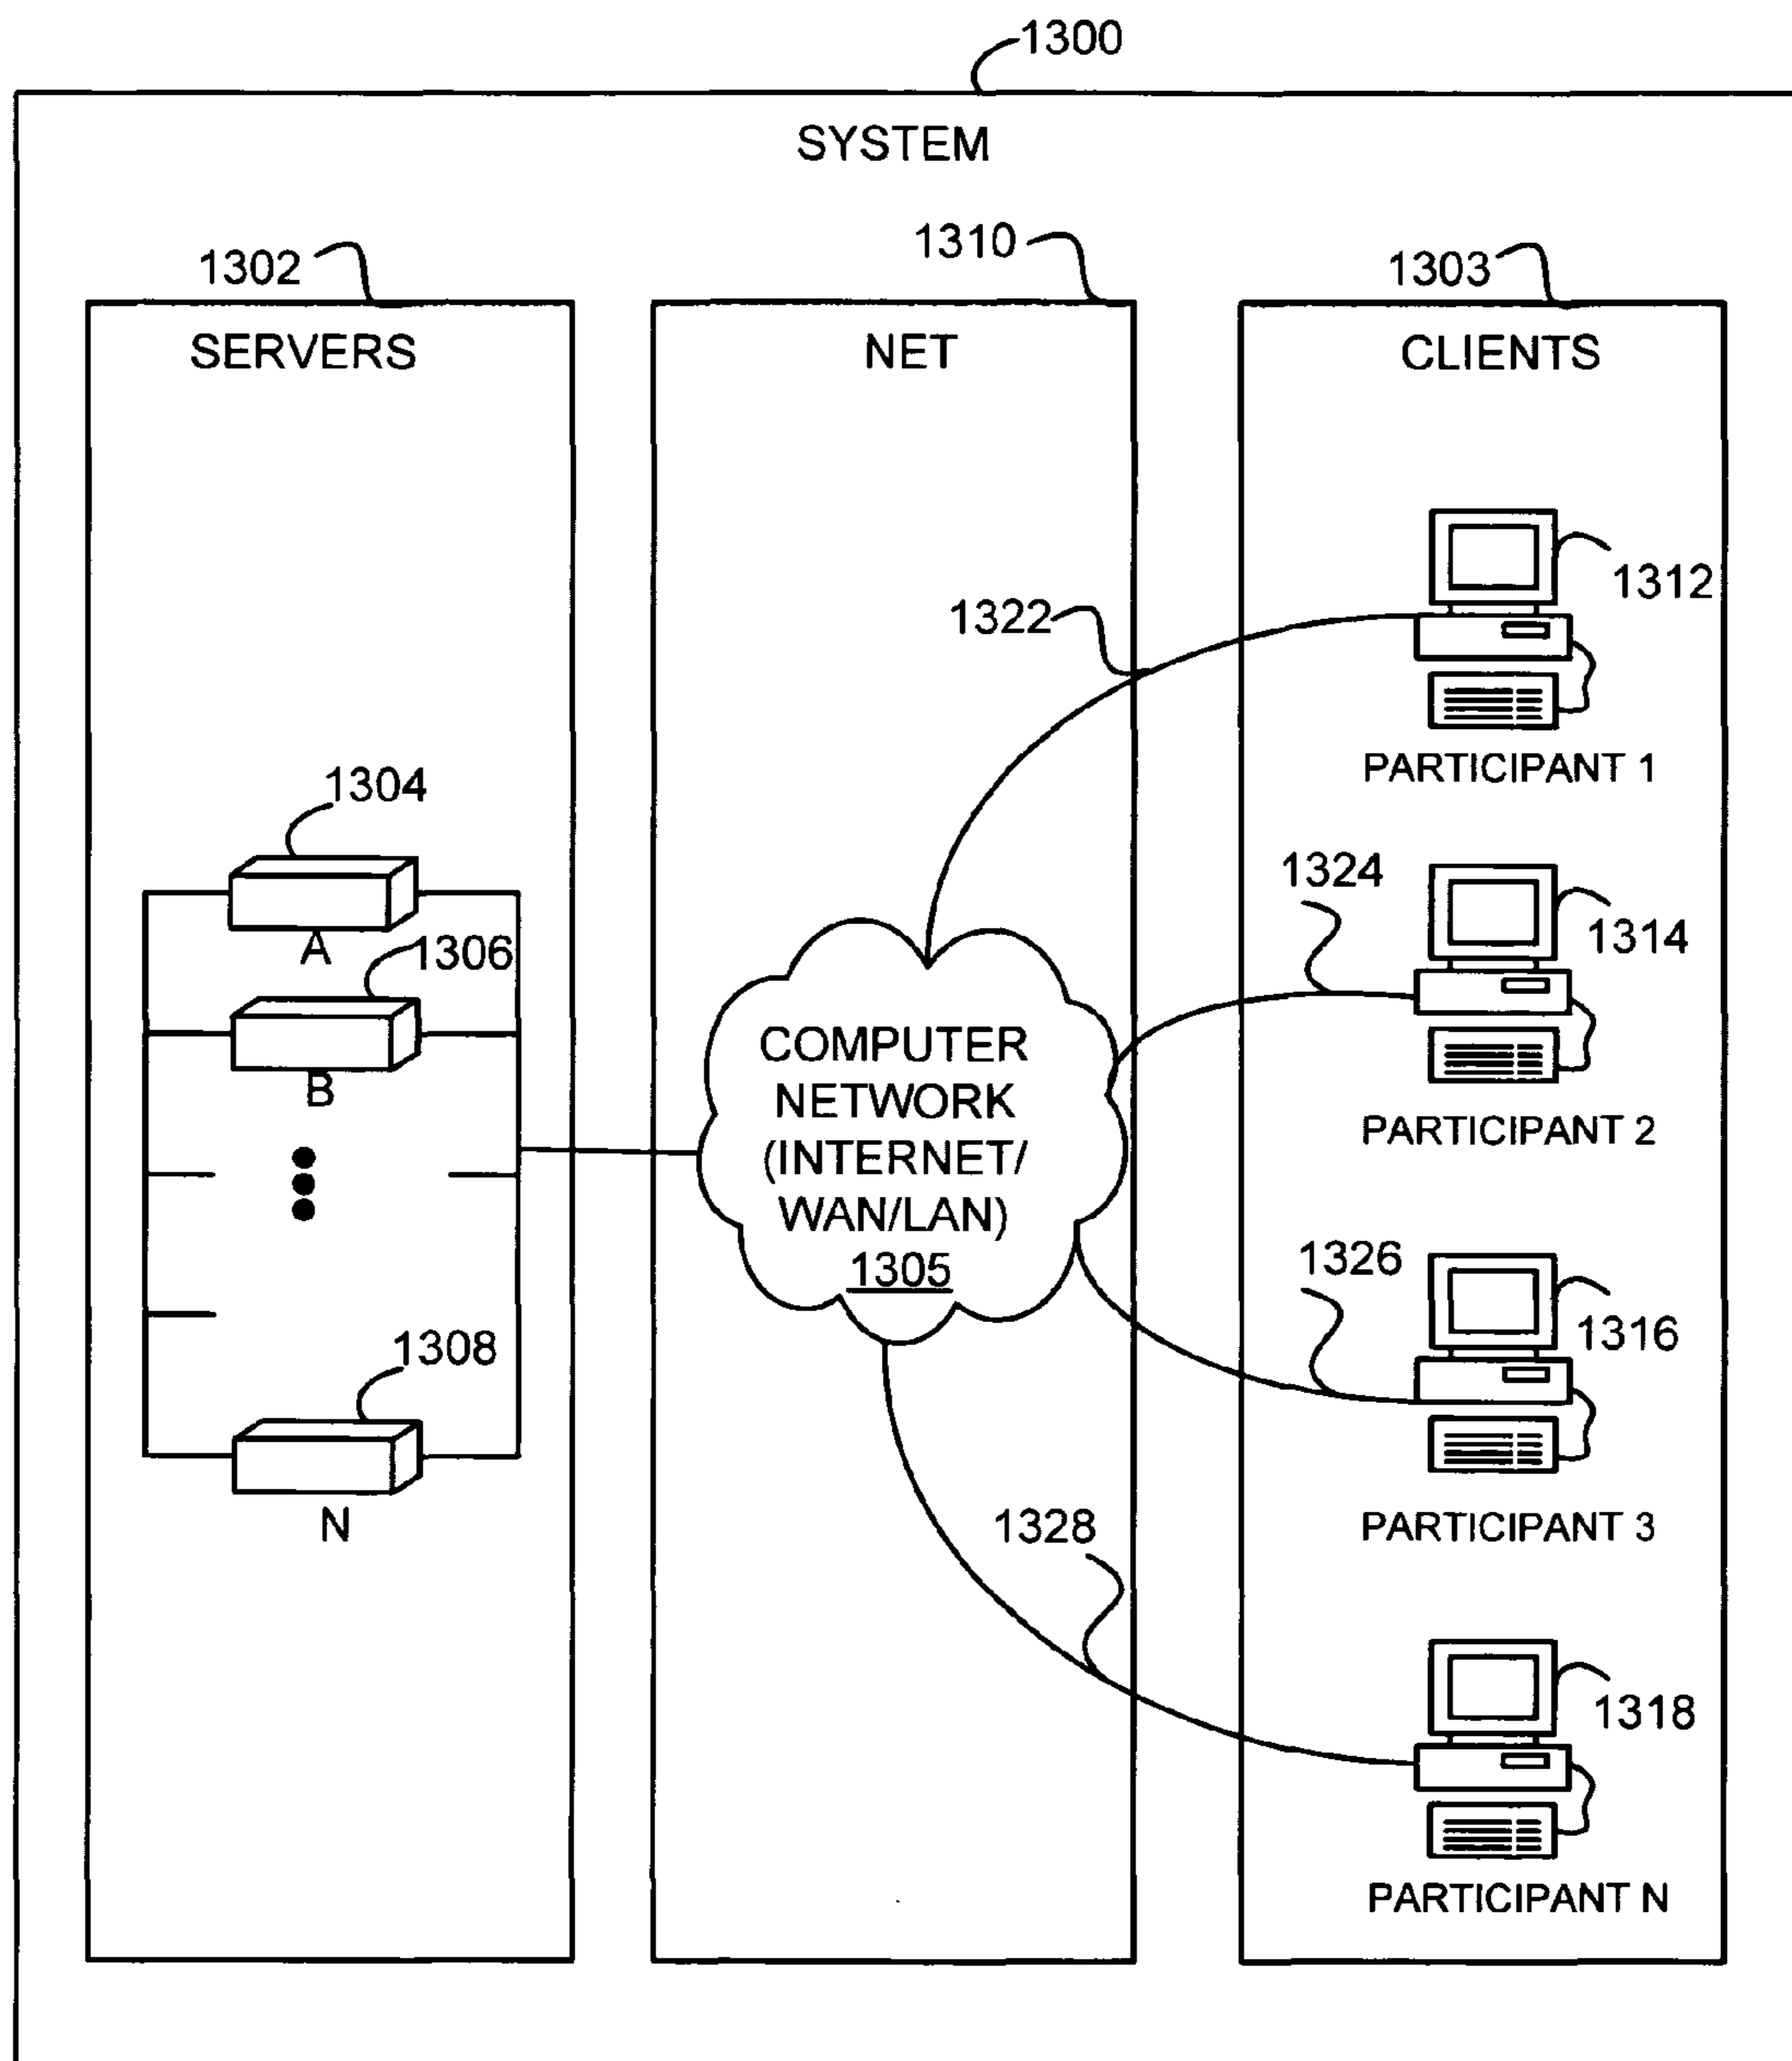 1300
SYSTEM
1302
1310
1303
SERVERS
NET
CLIENTS
1312
1322
PARTICIPANT 1
1304
A
1306
B
1324
1314
COMPUTER
NETWORK
(INTERNET/
WAN/LAN)
1305
PARTICIPANT 2
1326
1316
1308
N
PARTICIPANT 3
1328
1318
PARTICIPANT N